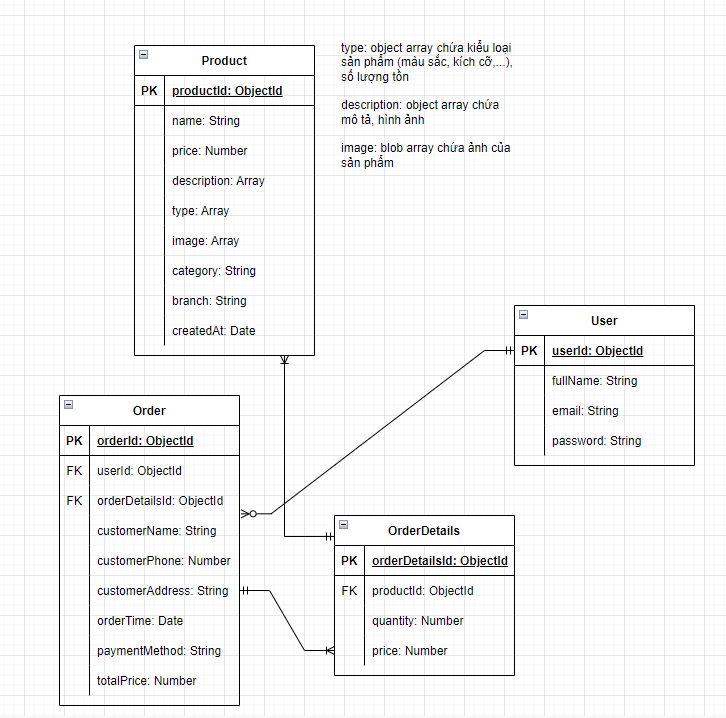 Product
PK productId: ObjectId
name: String
price: Number
description: Array
type: Array
image: Array
category: String
branch: String
createdAt: Date
type: object array chứa kiểu loại
sản phẩm (màu sắc, kích cỡ,...),
số lượng tồn
description: object array chứa
mô tả, hình ảnh
image: blob array chứa ảnh của
sản phẩm
User
PK userId: ObjectId
fullName: String
email: String
password: String
Order
PK orderId: ObjectId
FK userId: ObjectId
FK orderDetailsId: ObjectId
customerName: String
customerPhone: Number
customerAddress: String
orderTime: Date
paymentMethod: String
totalPrice: Number
OrderDetails
PK orderDetailsId: ObjectId
FK productId: ObjectId
quantity: Number
price: Number